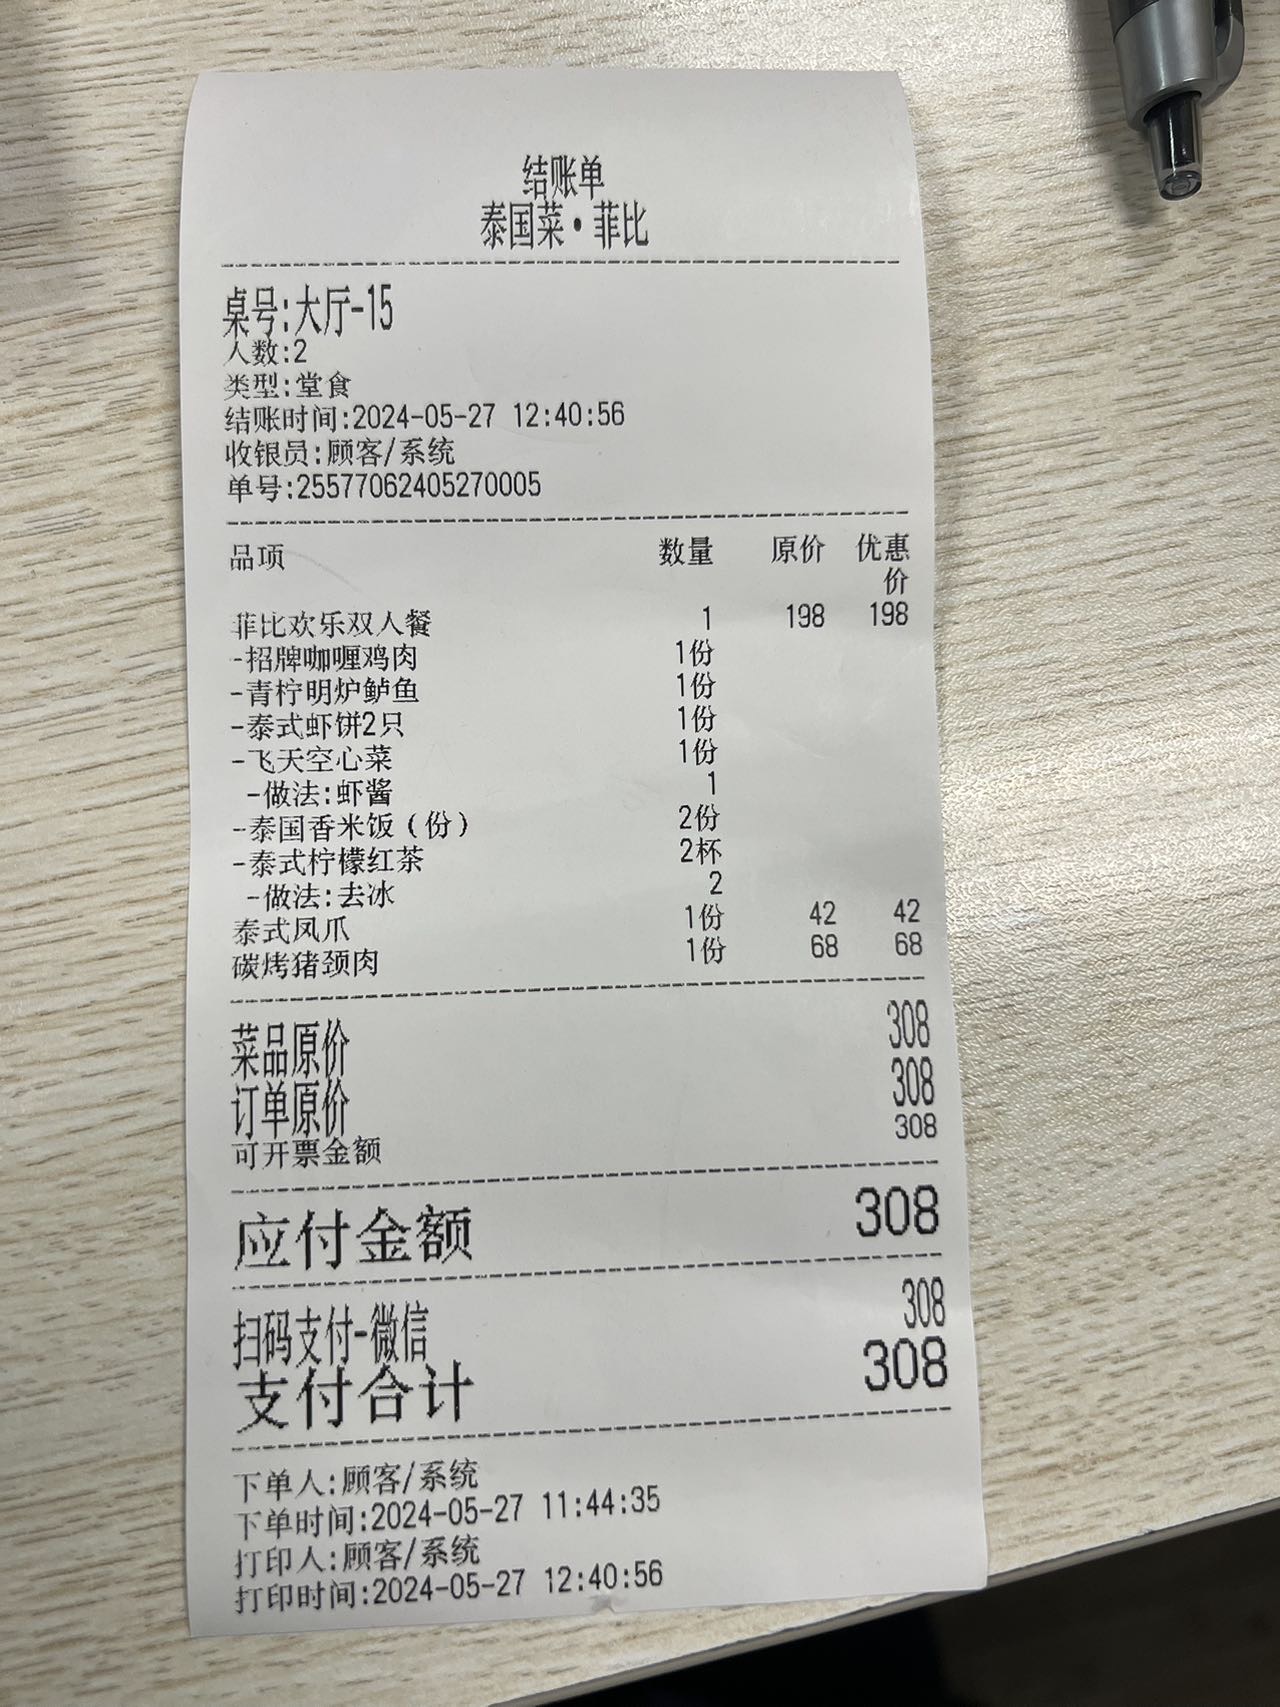 结账单
泰国菜•菲比
桌号:大厅-15
人数:2
类型:堂食
结账时间:2024-05-27 12:40:56
收银员:顾客/系统
单号:25577062405270005
品项 数量 原价 优惠价
菲比欢乐双人餐 1 198 198
-招牌咖喱鸡肉 1份
-青柠明炉鲈鱼 1份
-泰式虾饼2只 1份
-飞天空心菜 1份
-做法:虾酱 1
-泰国香米饭（份） 2份
-泰式柠檬红茶 2杯
-做法:去冰 2
泰式凤爪 1份 42 42
碳烤猪颈肉 1份 68 68
菜品原价 308
订单原价 308
可开票金额 308
应付金额 308
扫码支付-微信 308
支付合计 308
下单人:顾客/系统
下单时间:2024-05-27 11:44:35
打印人:顾客/系统
打印时间:2024-05-27 12:40:56